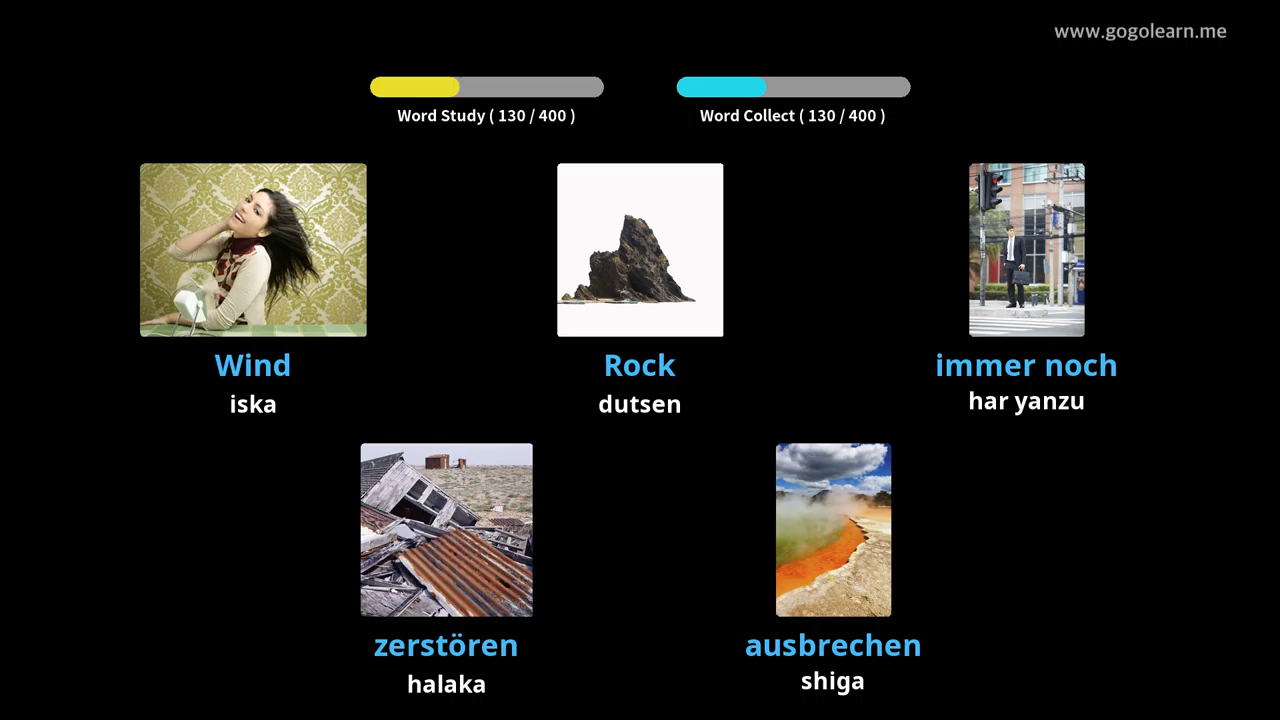 www.gogolearn.me
Word Study ( 130 / 400 )
Word Collect ( 130 / 400 )
Wind
iska
Rock
dutsen
immer noch
har yanzu
zerstören
halaka
ausbrechen
shiga